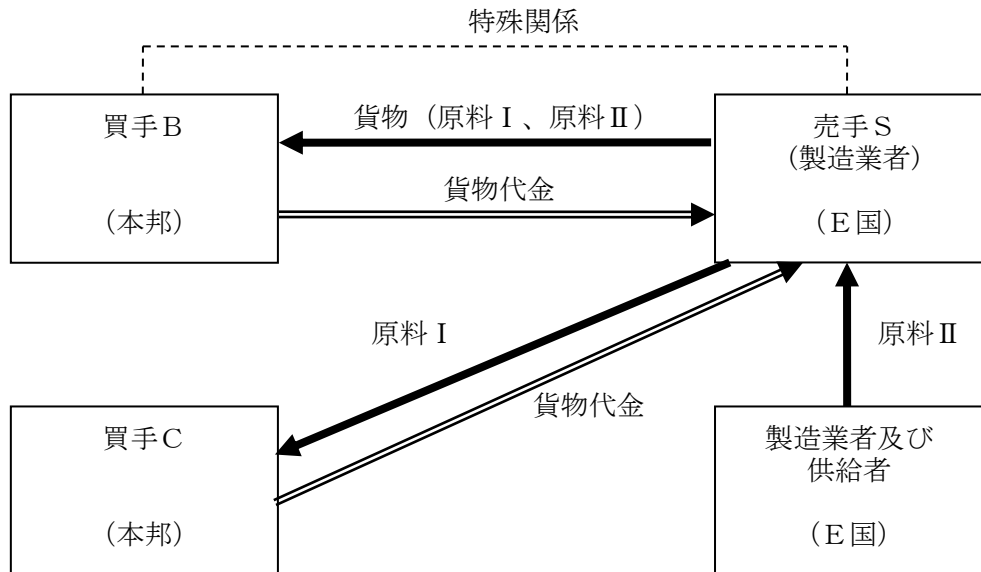 特殊関係
買手B
(本邦)
貨物（原料Ⅰ、原料Ⅱ）
貨物代金
売手S
(製造業者)
(E国)
原料Ⅰ
貨物代金
原料Ⅱ
買手C
(本邦)
製造業者及び
供給者
(E国)